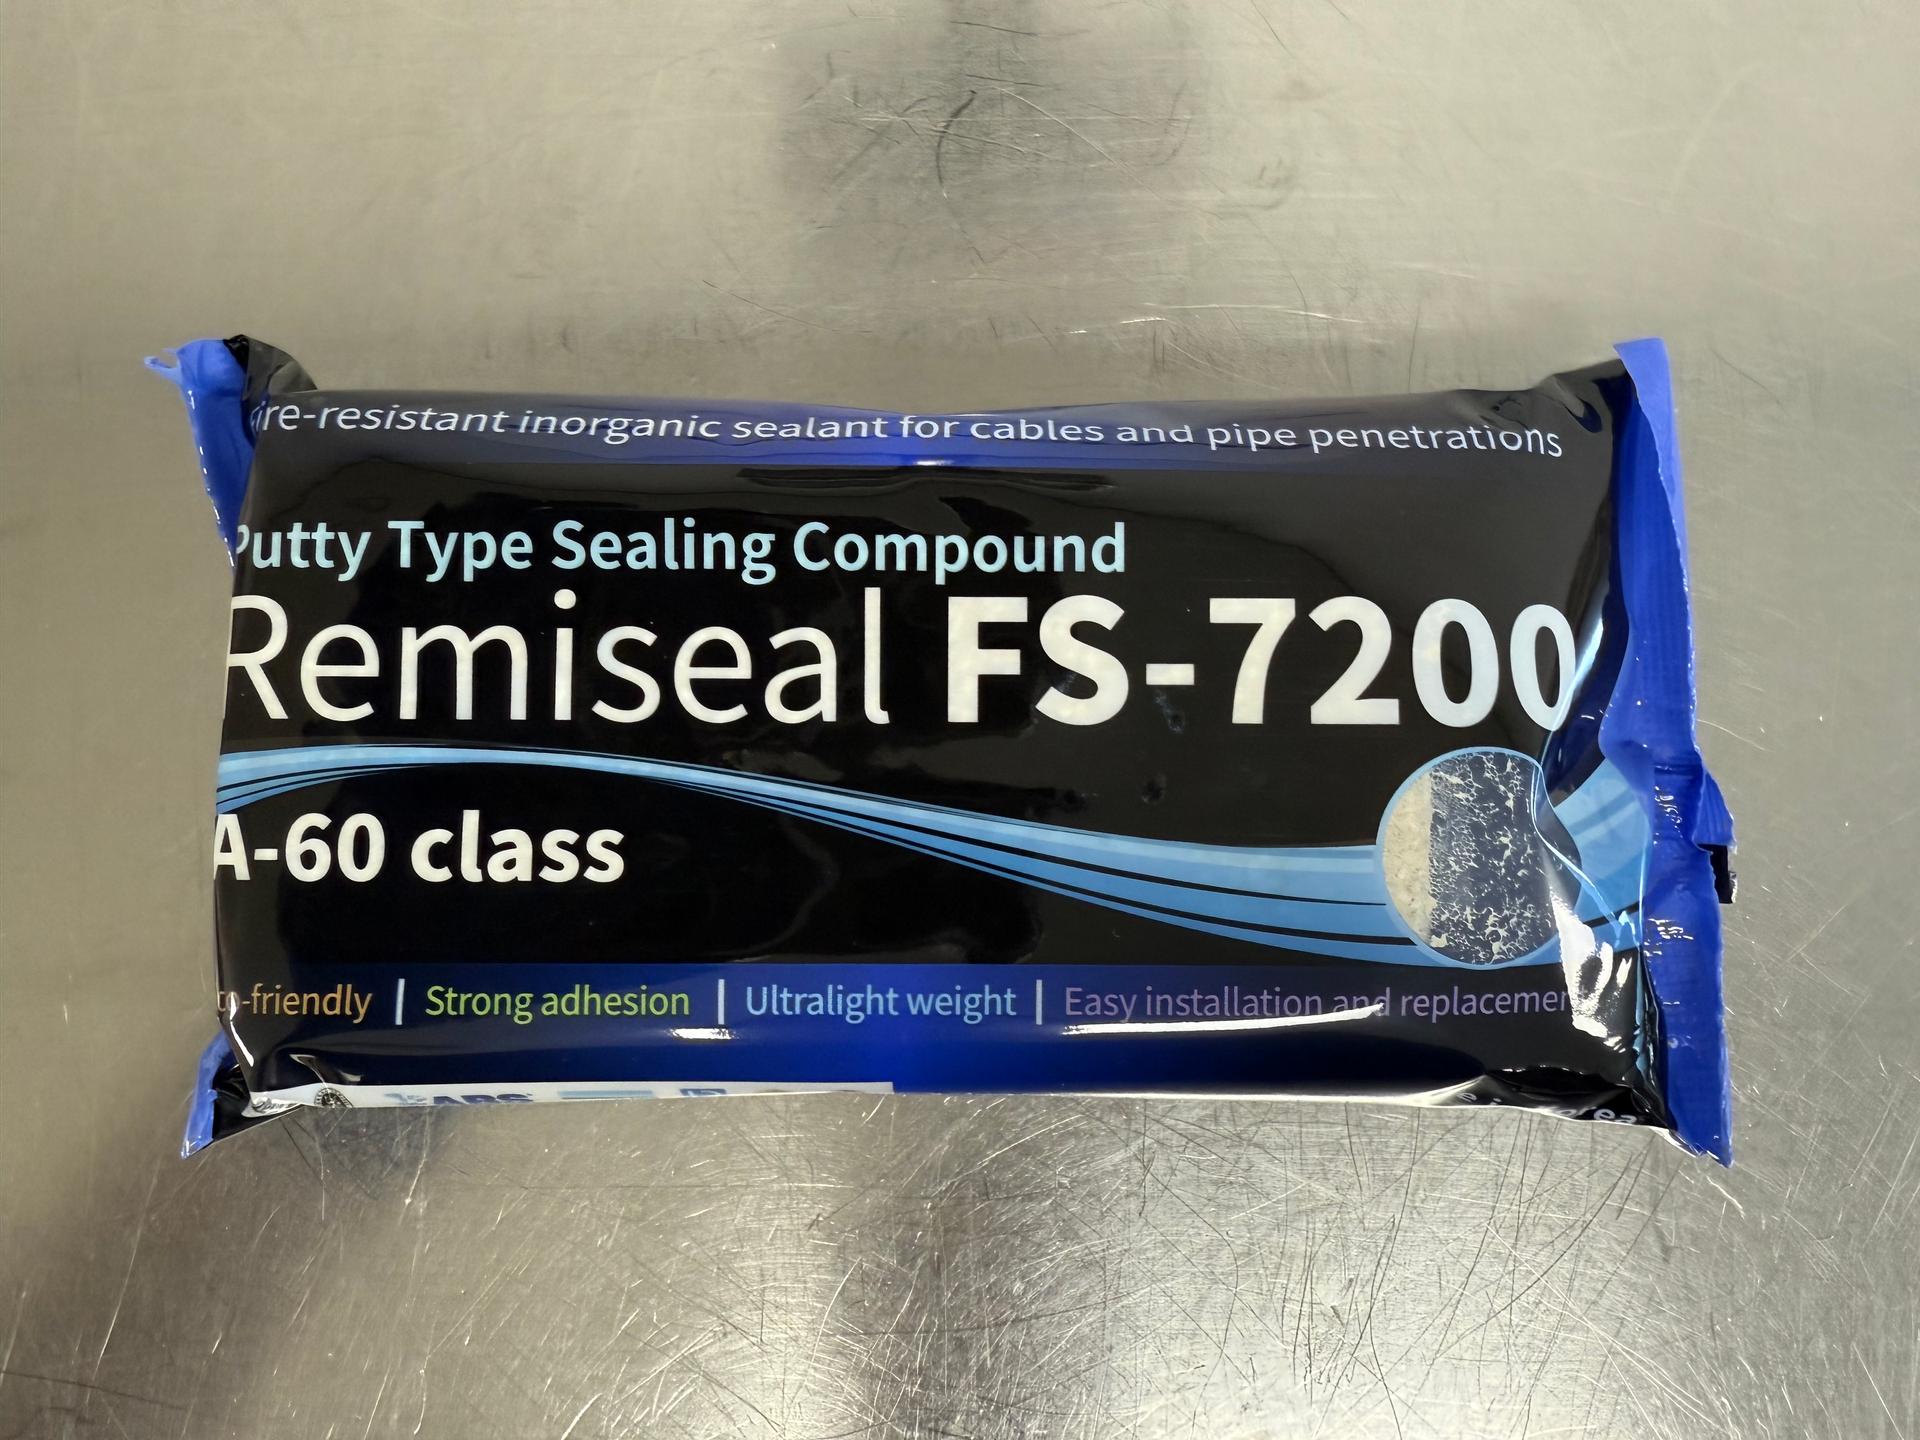 ire-resistant inorganic sealant for cables and pipe penetrations
Putty Type Sealing Compound
Remiseal FS-7200
A-60 class
o-friendly | Strong adhesion | Ultralight weight | Easy installation and replacemen
ABS